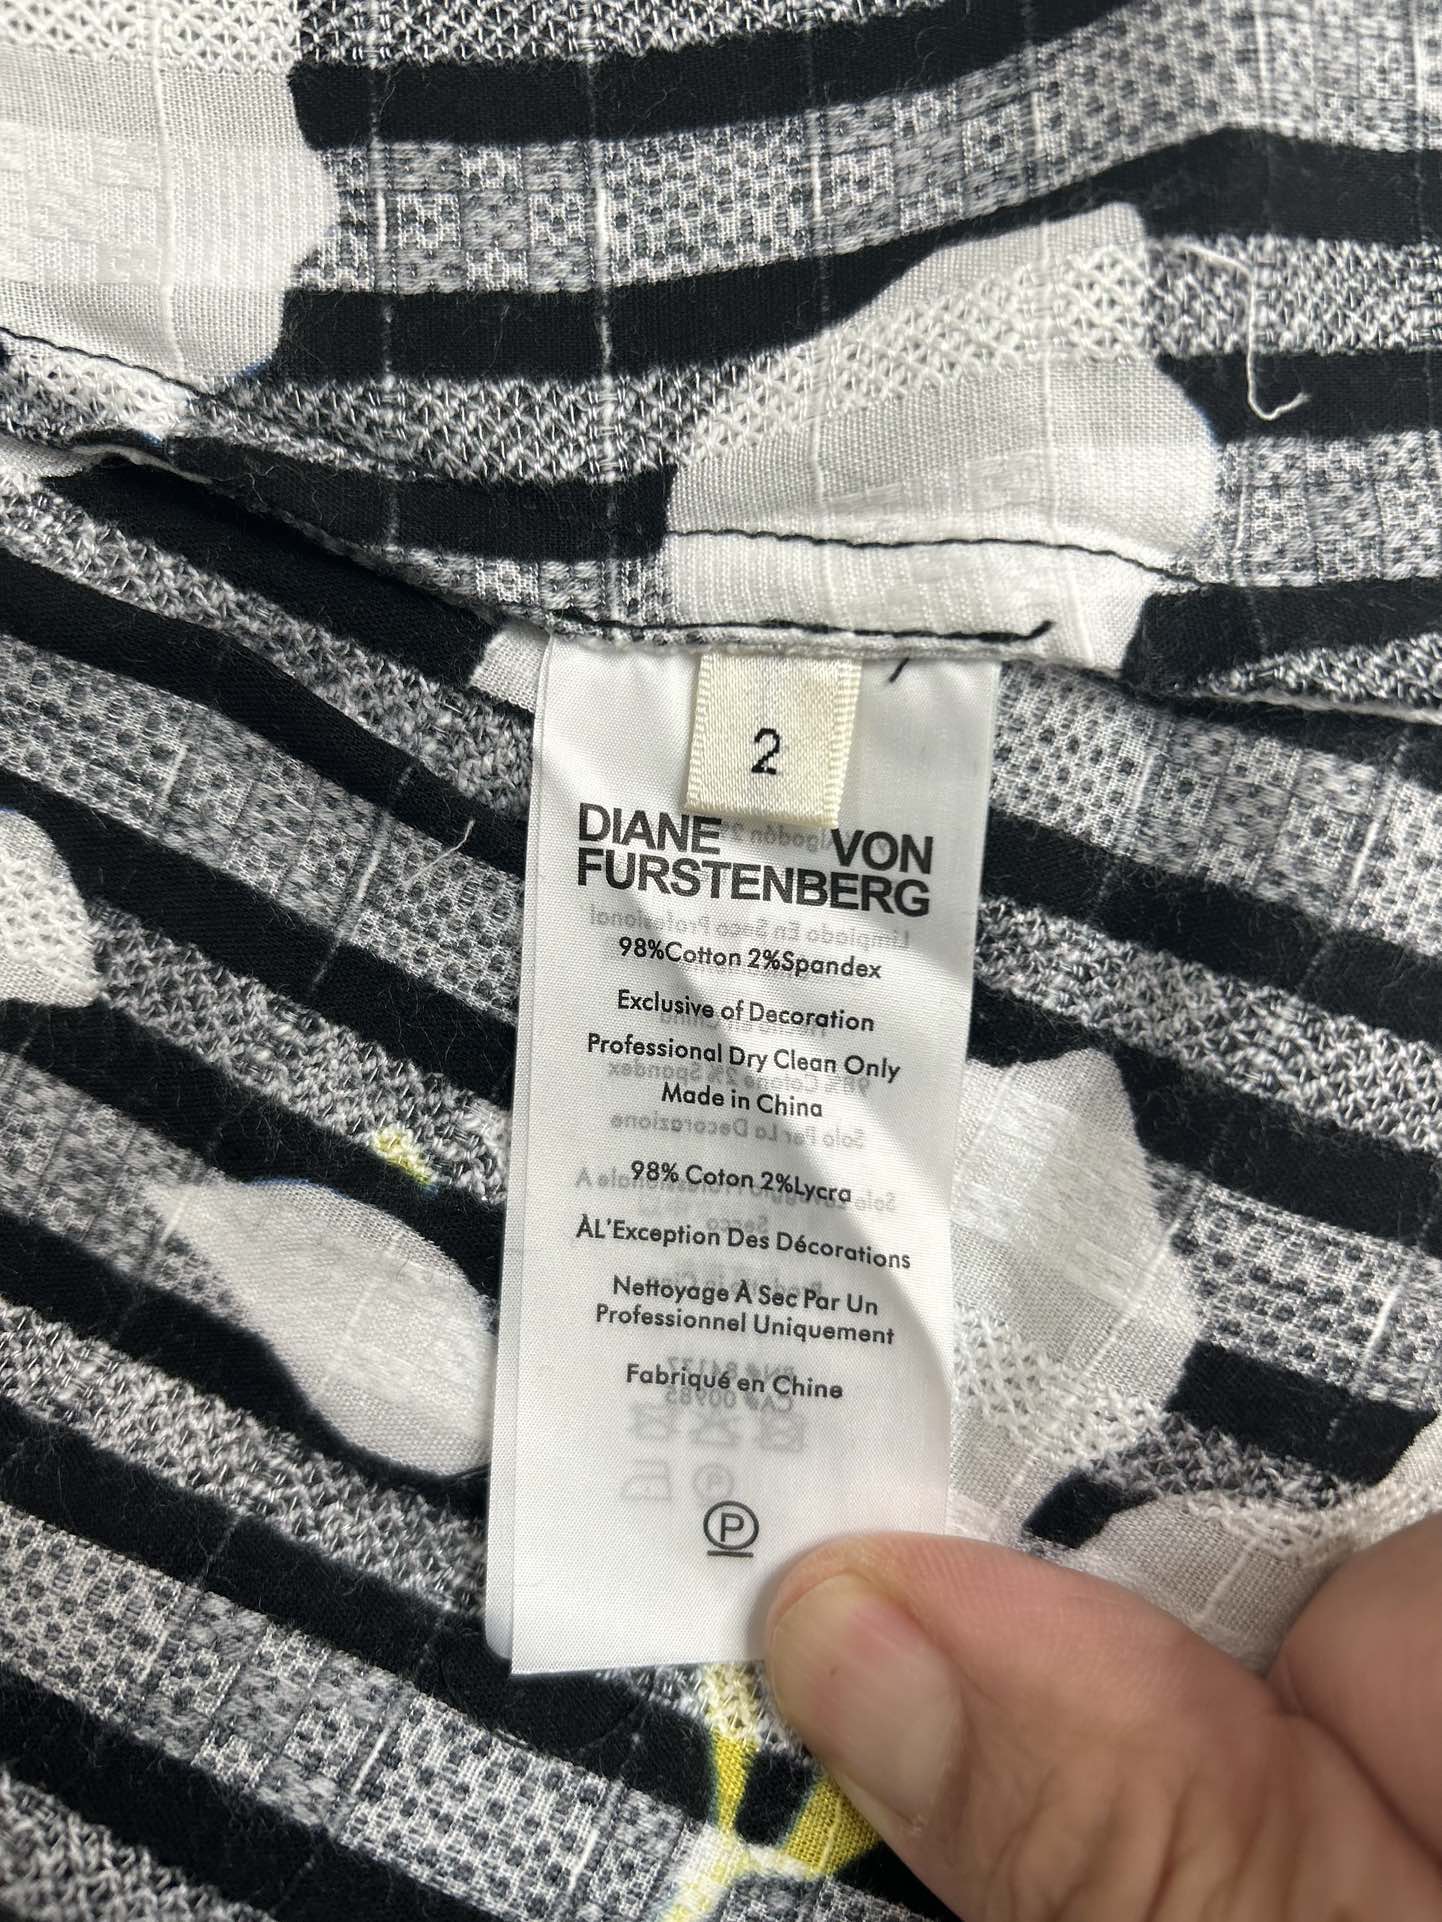 2
DIANE VON
FURSTENBERG
98%Cotton 2%Spandex
Exclusive of Decoration
Professional Dry Clean Only
Made in China
98% Coton 2%Lycra
ÀL'Exception Des Décorations
Nettoyage À Sec Par Un
Professionnel Uniquement
Fabriqué en Chine
P